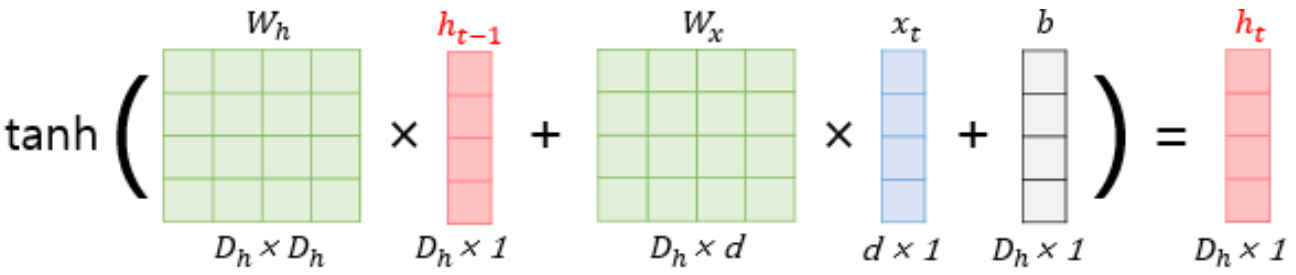 W_h h_{t−1} W_x x_t b h_t
tanh ( × + × + ) =
D_h × D_h D_h × 1 D_h × d d × 1 D_h × 1 D_h × 1